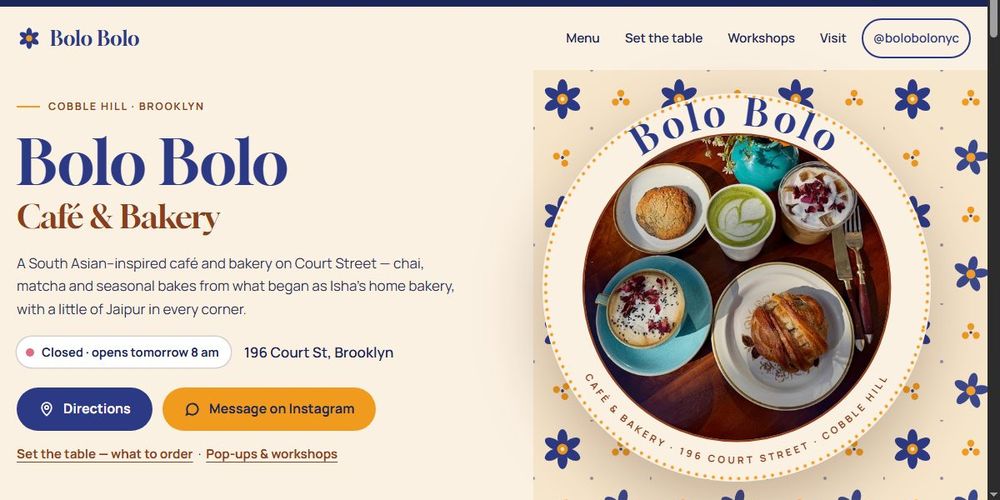 Bolo Bolo
Menu
Set the table
Workshops
Visit
@bolobolonyc
COBBLE HILL · BROOKLYN
Bolo Bolo
Café & Bakery
A South Asian–inspired café and bakery on Court Street — chai,
matcha and seasonal bakes from what began as Isha's home bakery,
with a little of Jaipur in every corner.
Closed · opens tomorrow 8 am
196 Court St, Brooklyn
Directions
Message on Instagram
Set the table — what to order · Pop-ups & workshops
Bolo Bolo
CAFÉ & BAKERY · 196 COURT STREET · COBBLE HILL